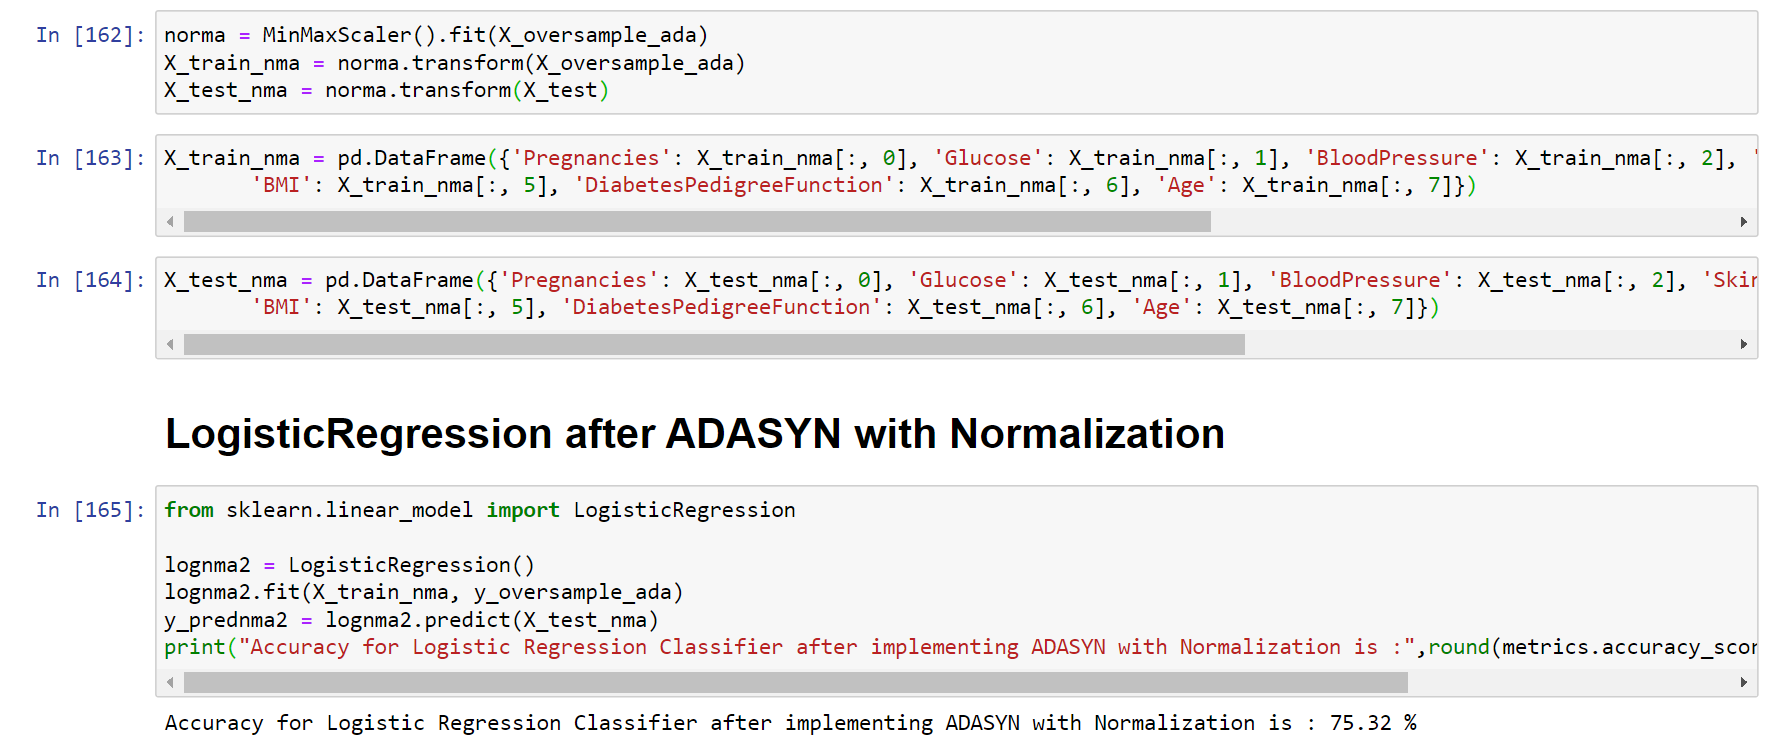 In [162]: norma = MinMaxScaler().fit(X_oversample_ada)
X_train_nma = norma.transform(X_oversample_ada)
X_test_nma = norma.transform(X_test)
In [163]: X_train_nma = pd.DataFrame({'Pregnancies': X_train_nma[:, 0], 'Glucose': X_train_nma[:, 1], 'BloodPressure': X_train_nma[:, 2], '
'BMI': X_train_nma[:, 5], 'DiabetesPedigreeFunction': X_train_nma[:, 6], 'Age': X_train_nma[:, 7]})
In [164]: X_test_nma = pd.DataFrame({'Pregnancies': X_test_nma[:, 0], 'Glucose': X_test_nma[:, 1], 'BloodPressure': X_test_nma[:, 2], 'Skin
'BMI': X_test_nma[:, 5], 'DiabetesPedigreeFunction': X_test_nma[:, 6], 'Age': X_test_nma[:, 7]})
LogisticRegression after ADASYN with Normalization
In [165]: from sklearn.linear_model import LogisticRegression
lognma2 = LogisticRegression()
lognma2.fit(X_train_nma, y_oversample_ada)
y_prednma2 = lognma2.predict(X_test_nma)
print("Accuracy for Logistic Regression Classifier after implementing ADASYN with Normalization is :",round(metrics.accuracy_scor
Accuracy for Logistic Regression Classifier after implementing ADASYN with Normalization is : 75.32 %